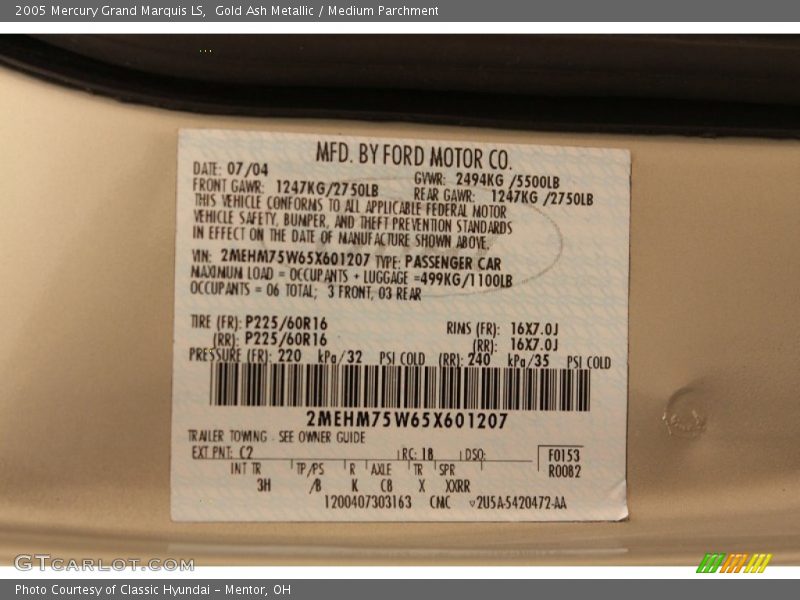 2005 Mercury Grand Marquis LS,  Gold Ash Metallic / Medium Parchment
MFD. BY FORD MOTOR CO.
DATE: 07/04 GVWR: 2494KG /5500LB
FRONT GAWR: 1247KG/2750LB REAR GAWR: 1247KG /2750LB
THIS VEHICLE CONFORMS TO ALL APPLICABLE FEDERAL MOTOR
VEHICLE SAFETY, BUMPER, AND THEFT PREVENTION STANDARDS
IN EFFECT ON THE DATE OF MANUFACTURE SHOWN ABOVE.
VIN: 2MEHM75W65X601207 TYPE: PASSENGER CAR
MAXIMUM LOAD = OCCUPANTS + LUGGAGE =499KG/1100LB
OCCUPANTS = 06 TOTAL; 3 FRONT, 03 REAR
TIRE (FR): P225/60R16 RIMS (FR): 16X7.0J
(RR): P225/60R16 (RR): 16X7.0J
PRESSURE (FR): 220 kPa/32 PSI COLD (RR): 240 kPa/35 PSI COLD
2MEHM75W65X601207
TRAILER TOWING - SEE OWNER GUIDE
EXT PNT: C2 RC: 18 DSO: F0153
R0082
INT TR TP/PS R AXLE TR SPR
3H /B K C8 X XXRR
1200407303163 CMC 2U5A-5420472-AA
GTCARLOT.COM
Photo Courtesy of Classic Hyundai - Mentor, OH